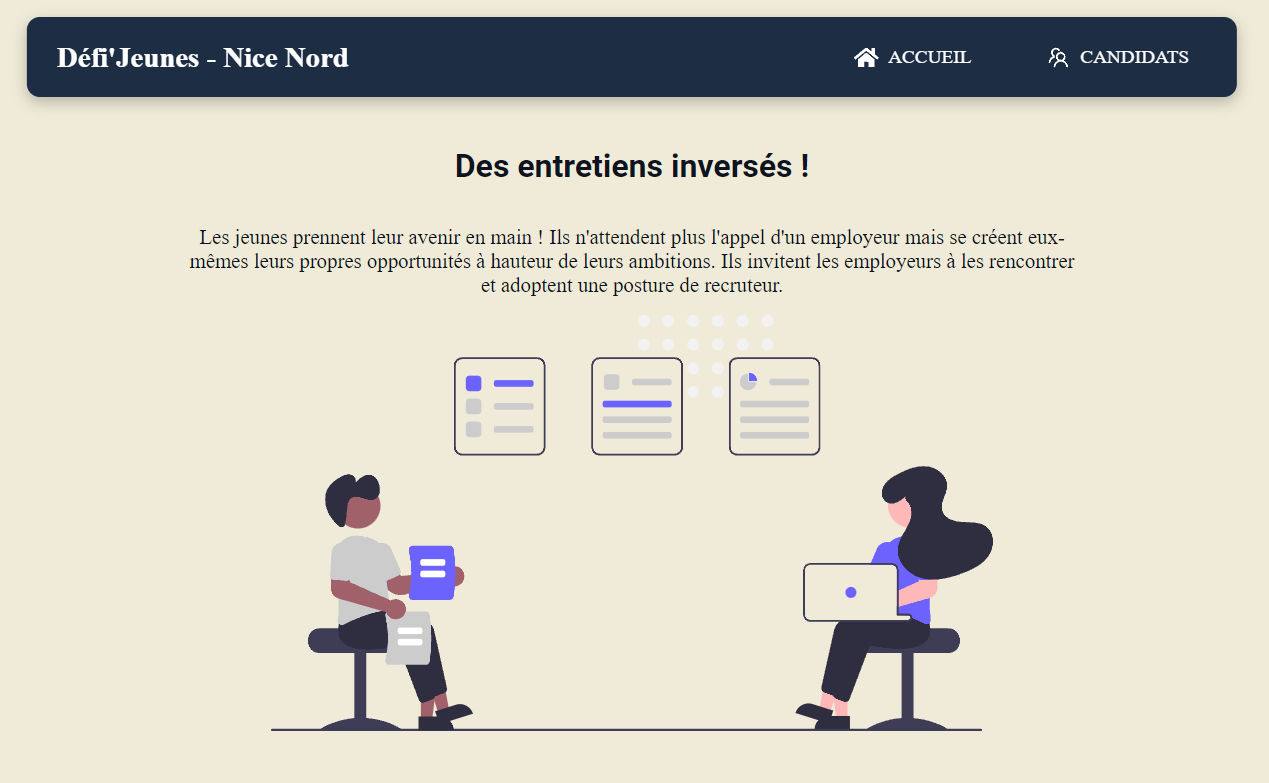 Défi'Jeunes - Nice Nord
ACCUEIL
CANDIDATS
Des entretiens inversés !
Les jeunes prennent leur avenir en main ! Ils n'attendent plus l'appel d'un employeur mais se créent eux-
mêmes leurs propres opportunités à hauteur de leurs ambitions. Ils invitent les employeurs à les rencontrer
et adoptent une posture de recruteur.